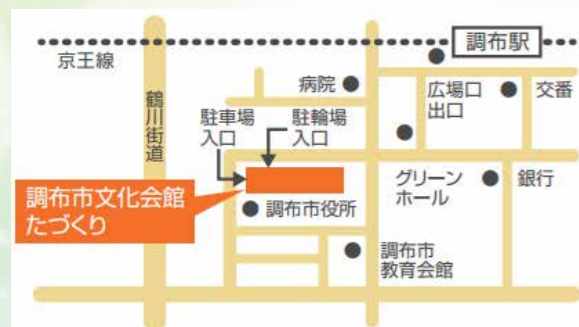 調布駅
京王線
鶴川街道
病院
広場口
出口
交番
駐車場
入口
駐輪場
入口
調布市文化会館
たづくり
グリーン
ホール
銀行
調布市役所
調布市
教育会館